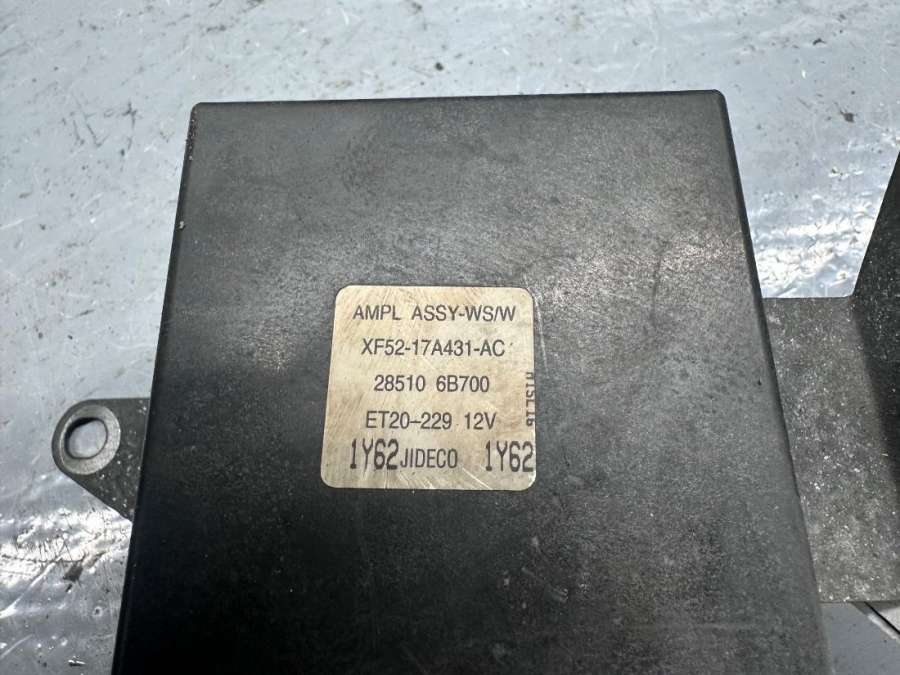 AMPL ASSY-WS/W
XF52-17A431-AC
28510 6B700
ET20-229 12V
1Y62 JIDECO 1Y62